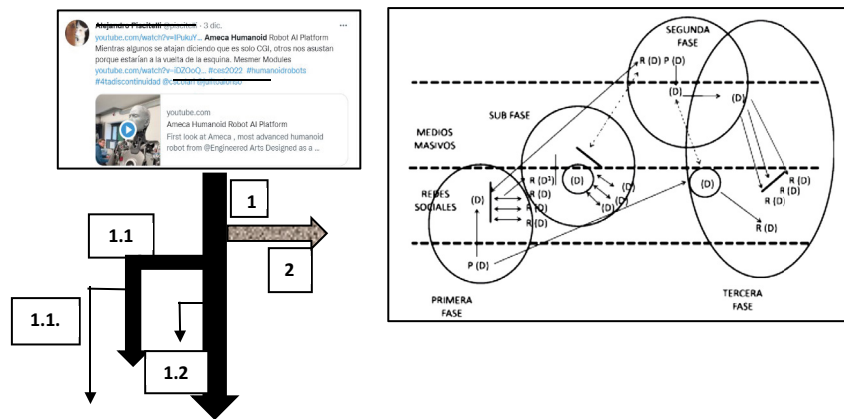 Alejandro Piscitelli @piscitelli · 3 dic.
youtube.com/watch?v=IPukuY... Ameca Humanoid Robot AI Platform
Mientras algunos se atajan diciendo que es solo CGI, otros nos asustan
porque estarían a la vuelta de la esquina. Mesmer Modules
youtube.com/watch?v=iDZOoQ... #ces2022 #humanoidrobots
#4tadiscontinuidad @cscolari
youtube.com
Ameca Humanoid Robot AI Platform
First look at Ameca , most advanced humanoid
robot from @Engineered Arts Designed as a ...
1
1.1
2
1.1.
1.2
SEGUNDA
FASE
R (D) P (D)
(D)
(D)
SUB FASE
MEDIOS
MASIVOS
REDES
SOCIALES
(D)
R (D¹)
R (D)
R (D)
R (D)
(D)
(D)
(D)
(D)
(D)
R (D)
R (D)
R (D)
R (D)
P (D)
PRIMERA
FASE
TERCERA
FASE